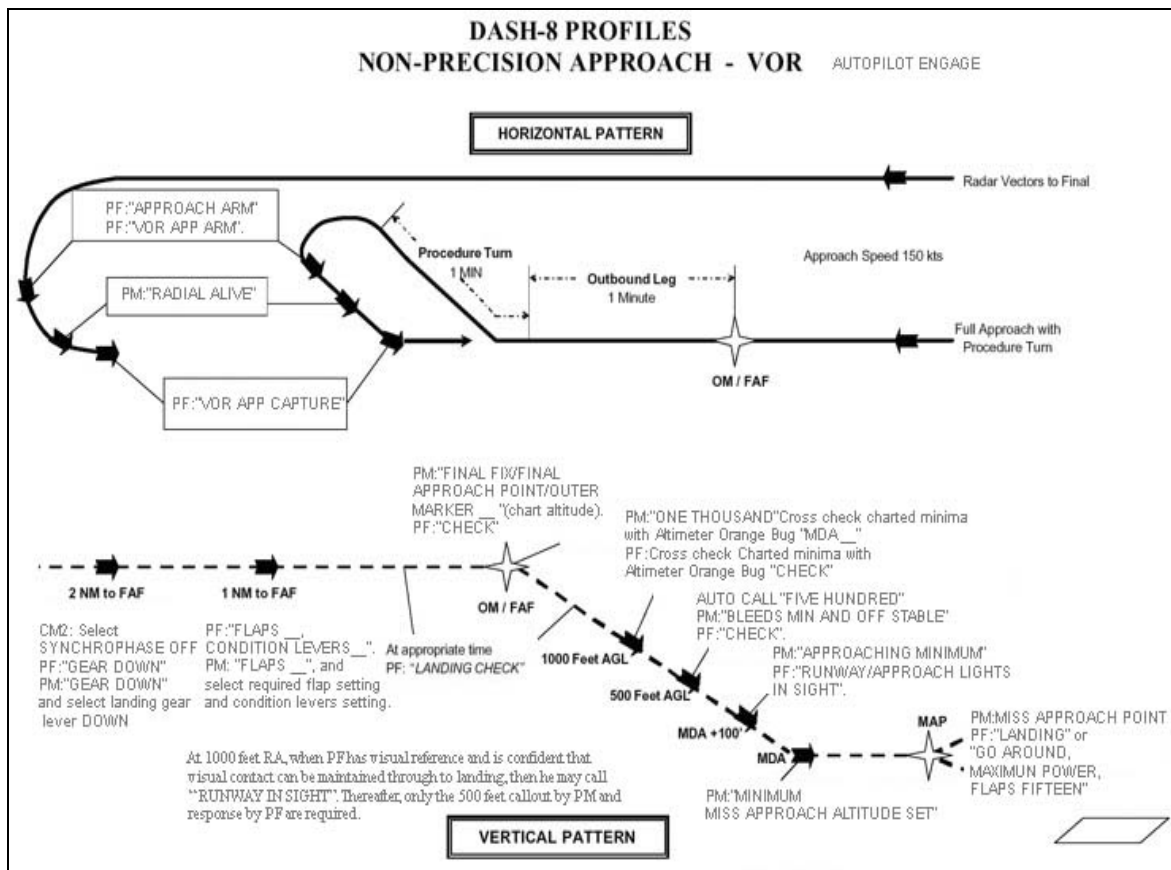 DASH-8 PROFILES
NON-PRECISION APPROACH - VOR
AUTOPILOT ENGAGE
HORIZONTAL PATTERN
Radar Vectors to Final
PF:"APPROACH ARM"
PF:"VOR APP ARM".
Procedure Turn
1 MIN
Outbound Leg
1 Minute
Approach Speed 150 kts
PM:"RADIAL ALIVE"
Full Approach with
Procedure Turn
OM / FAF
PF:"VOR APP CAPTURE"
PM:"FINAL FIX/FINAL
APPROACH POINT/OUTER
MARKER __ "(chart altitude).
PF:"CHECK"
PM:"ONE THOUSAND"Cross check charted minima
with Altimeter Orange Bug "MDA __"
PF:Cross check Charted minima with
Altimeter Orange Bug "CHECK"
2 NM to FAF
1 NM to FAF
OM / FAF
AUTO CALL "FIVE HUNDRED"
PM:"BLEEDS MIN AND OFF STABLE"
PF:"CHECK".
CM2: Select
SYNCHROPHASE OFF
PF:"GEAR DOWN"
PM:"GEAR DOWN"
and select landing gear
lever DOWN
PF:"FLAPS __,
CONDITION LEVERS__".
PM: "FLAPS __", and
select required flap setting
and condition levers setting.
At appropriate time
PF: "LANDING CHECK"
1000 Feet AGL
500 Feet AGL
MDA +100'
PM:"APPROACHING MINIMUM"
PF:"RUNWAY/APPROACH LIGHTS
IN SIGHT".
MDA
MAP
PM:MISS APPROACH POINT
PF:"LANDING" or
"GO AROUND,
MAXIMUN POWER,
FLAPS FIFTEEN"
PM:"MINIMUM
MISS APPROACH ALTITUDE SET"
At 1000 feet RA, when PF has visual reference and is confident that
visual contact can be maintained through to landing, then he may call
"RUNWAY IN SIGHT". Thereafter, only the 500 feet callout by PM and
response by PF are required.
VERTICAL PATTERN